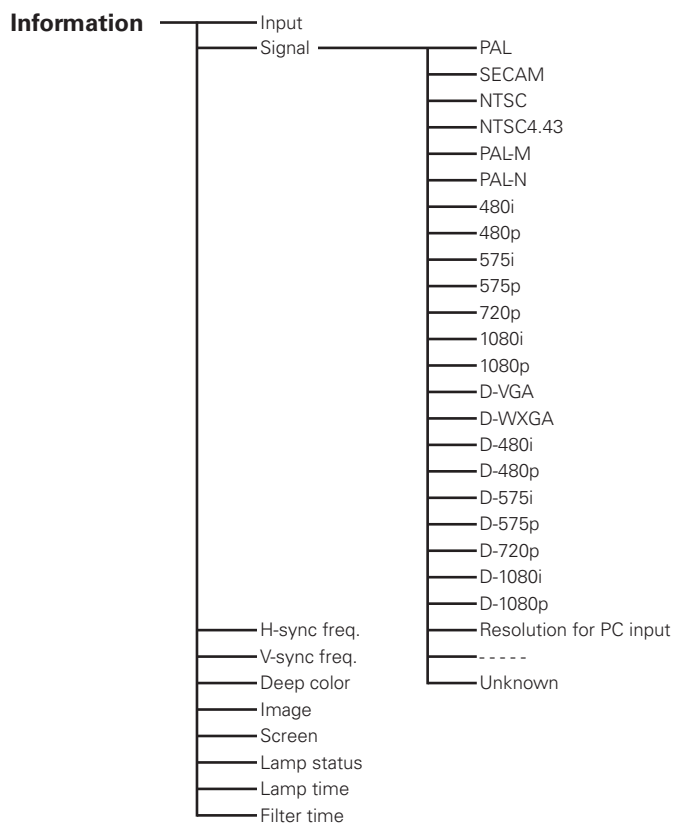 Information
Input
Signal
PAL
SECAM
NTSC
NTSC4.43
PAL-M
PAL-N
480i
480p
575i
575p
720p
1080i
1080p
D-VGA
D-WXGA
D-480i
D-480p
D-575i
D-575p
D-720p
D-1080i
D-1080p
Resolution for PC input
- - - - -
Unknown
H-sync freq.
V-sync freq.
Deep color
Image
Screen
Lamp status
Lamp time
Filter time